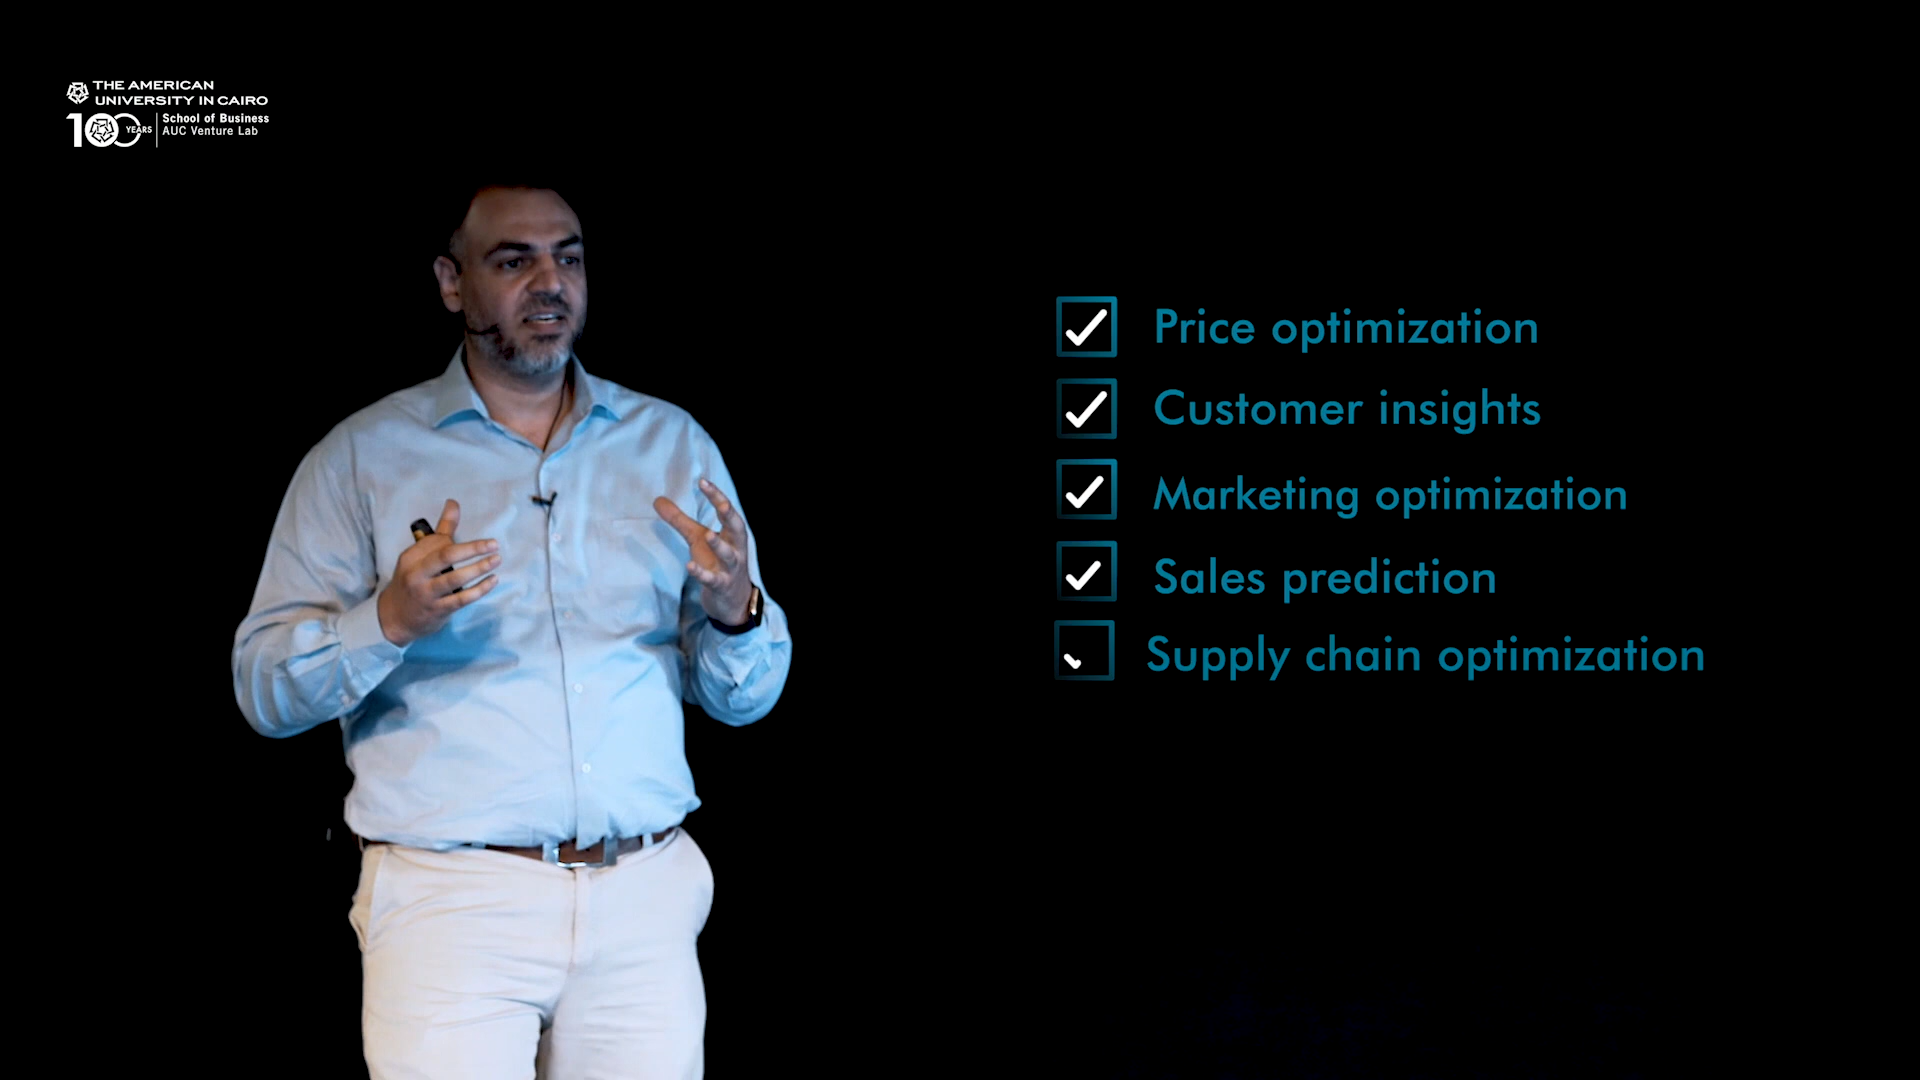 THE AMERICAN
UNIVERSITY IN CAIRO
100 YEARS
School of Business
AUC Venture Lab
Price optimization
Customer insights
Marketing optimization
Sales prediction
Supply chain optimization